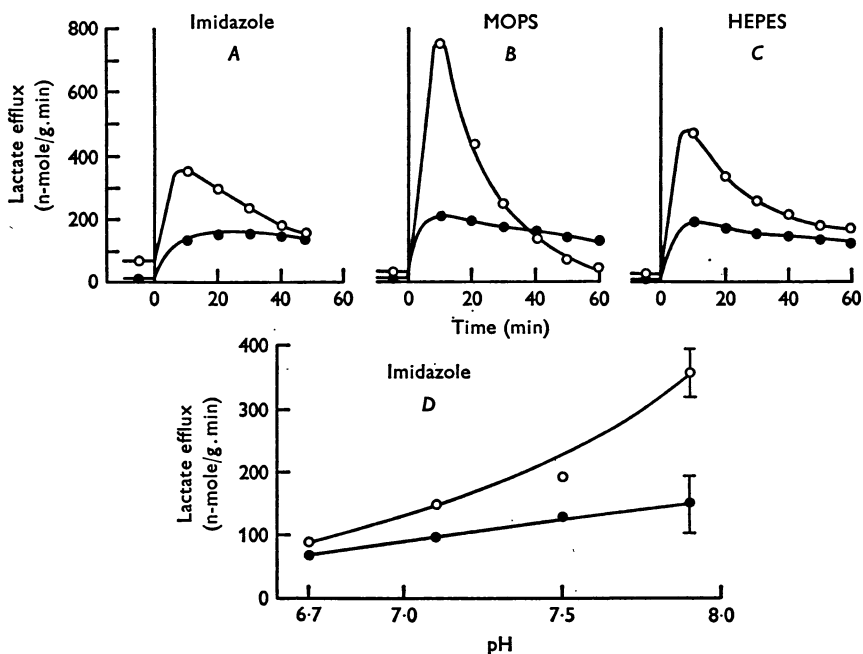 Imidazole
MOPS
HEPES
A
B
C
800
600
400
200
0
Lactate efflux
(n-mole/g.min)
0 20 40 60
0 20 40 60
0 20 40 60
Time (min)
Imidazole
D
400
300
200
100
0
Lactate efflux
(n-mole/g.min)
6·7 7·0 7·5 8·0
pH